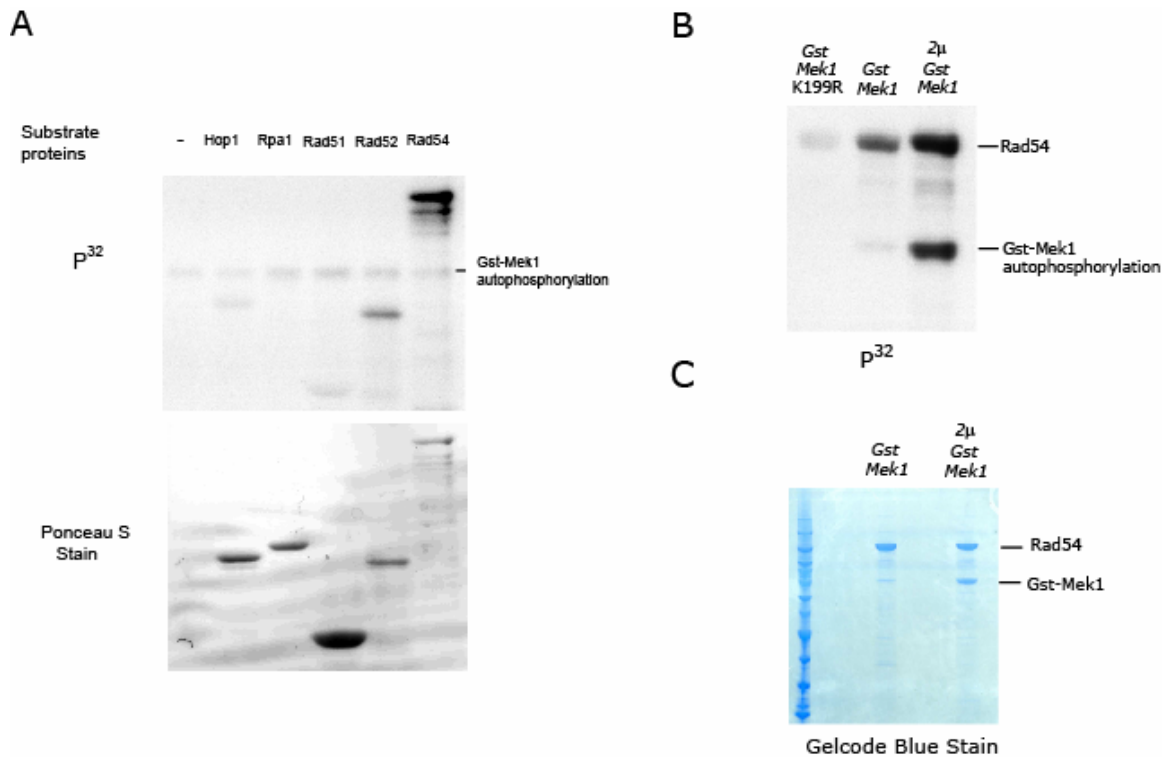 A
Substrate
proteins
- Hop1 Rpa1 Rad51 Rad52 Rad54
P32
Gst-Mek1
autophosphorylation
Ponceau S
Stain
B
Gst
Mek1
K199R
Gst
Mek1
2μ
Gst
Mek1
Rad54
Gst-Mek1
autophosphorylation
P32
C
Gst
Mek1
2μ
Gst
Mek1
Rad54
Gst-Mek1
Gelcode Blue Stain